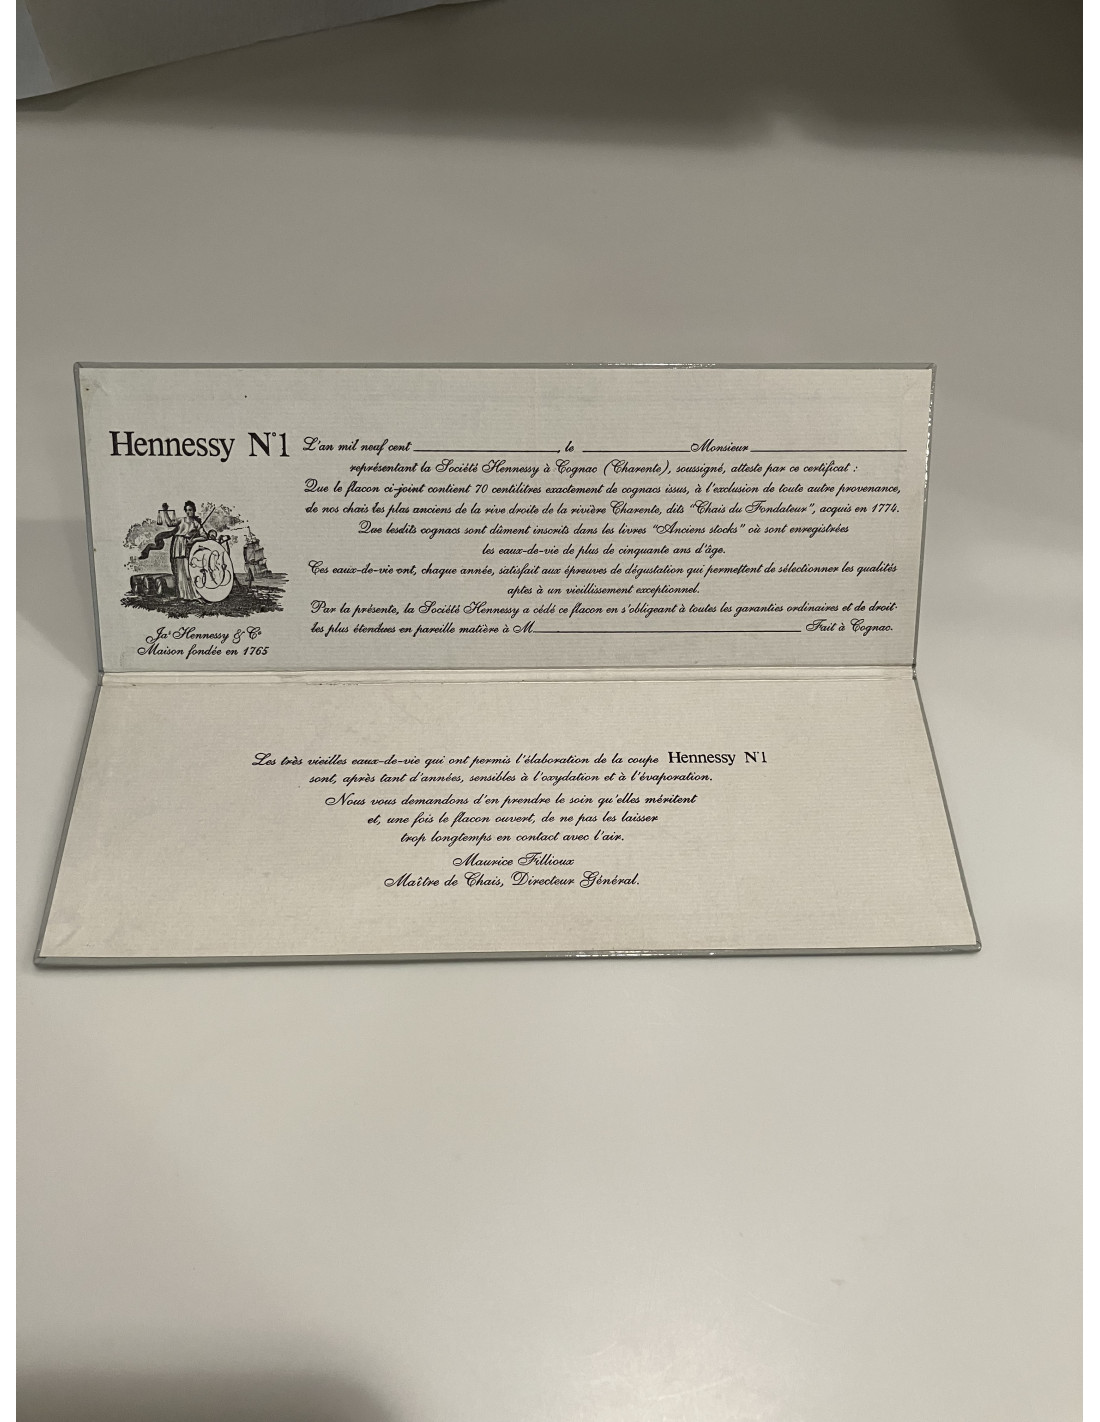 Hennessy N°1
L'an mil neuf cent , le Monsieur
représentant la Société Hennessy à Cognac (Charente), soussigné, atteste par ce certificat :
Que le flacon ci-joint contient 70 centilitres exactement de cognacs issus, à l'exclusion de toute autre provenance,
de nos chais les plus anciens de la rive droite de la rivière Charente, dits "Chais du Fondateur", acquis en 1774.
Que lesdits cognacs sont dûment inscrits dans les livres "Anciens stocks" où sont enregistrées
les eaux-de-vie de plus de cinquante ans d'âge.
Ces eaux-de-vie ont, chaque année, satisfait aux épreuves de dégustation qui permettent de sélectionner les qualités
aptes à un vieillissement exceptionnel.
Par la présente, la Société Hennessy a cédé ce flacon en s'obligeant à toutes les garanties ordinaires et de droit
les plus étendues en pareille matière à M. Fait à Cognac.
Jas Hennessy & Co
Maison fondée en 1765
Les très vieilles eaux-de-vie qui ont permis l'élaboration de la coupe Hennessy N°1
sont, après tant d'années, sensibles à l'oxydation et à l'évaporation.
Nous vous demandons d'en prendre le soin qu'elles méritent
et, une fois le flacon ouvert, de ne pas les laisser
trop longtemps en contact avec l'air.
Maurice Fillioux
Maître de Chais, Directeur Général.